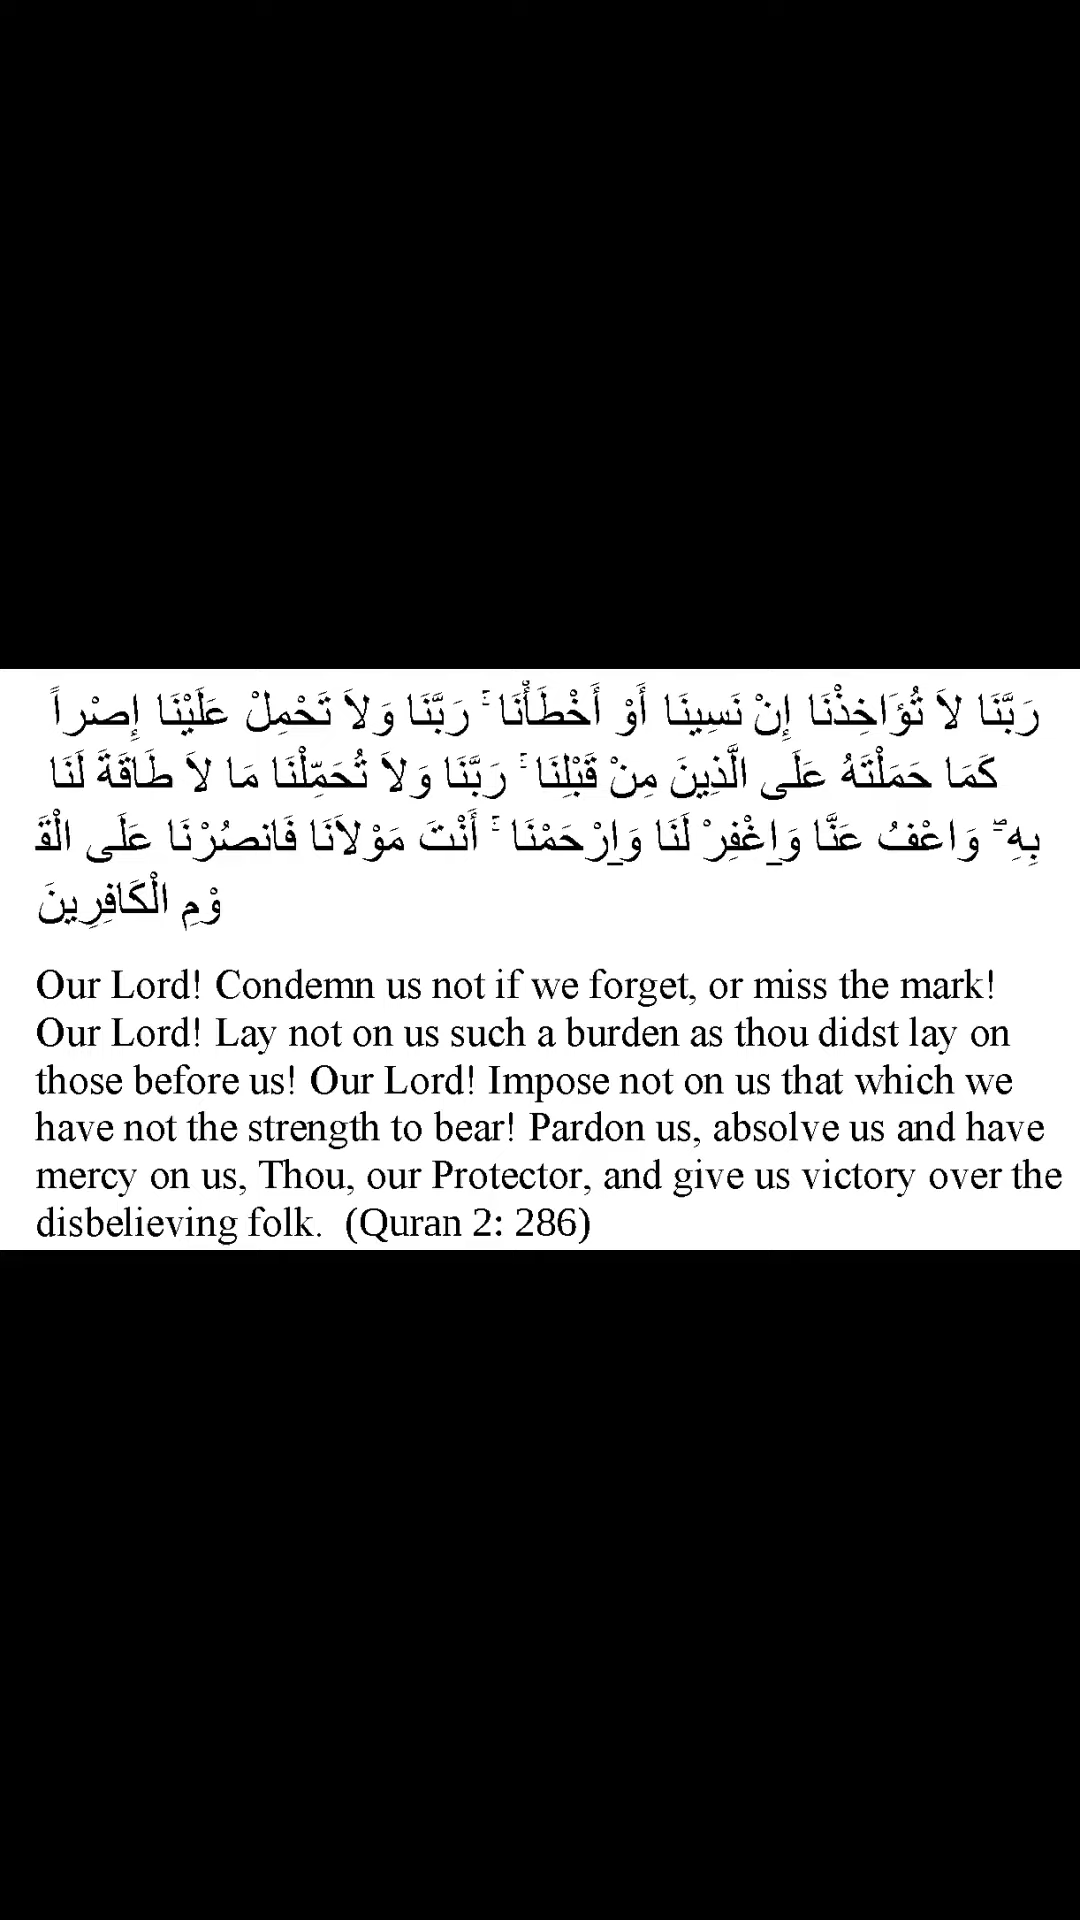 رَبَّنَا لاَ تُؤَاخِذْنَا إِنْ نَسِينَا أَوْ أَخْطَأْنَا ۚ رَبَّنَا وَلاَ تَحْمِلْ عَلَيْنَا إِصْراً
كَمَا حَمَلْتَهُ عَلَى الَّذِينَ مِنْ قَبْلِنَا ۚ رَبَّنَا وَلاَ تُحَمِّلْنَا مَا لاَ طَاقَةَ لَنَا
بِهِ ۖ وَاعْفُ عَنَّا وَاِغْفِرْ لَنَا وَاِرْحَمْنَا ۚ أَنْتَ مَوْلاَنَا فَانصُرْنَا عَلَى الْقَ
وْمِ الْكَافِرِينَ
Our Lord! Condemn us not if we forget, or miss the mark!
Our Lord! Lay not on us such a burden as thou didst lay on
those before us! Our Lord! Impose not on us that which we
have not the strength to bear! Pardon us, absolve us and have
mercy on us, Thou, our Protector, and give us victory over the
disbelieving folk.  (Quran 2: 286)